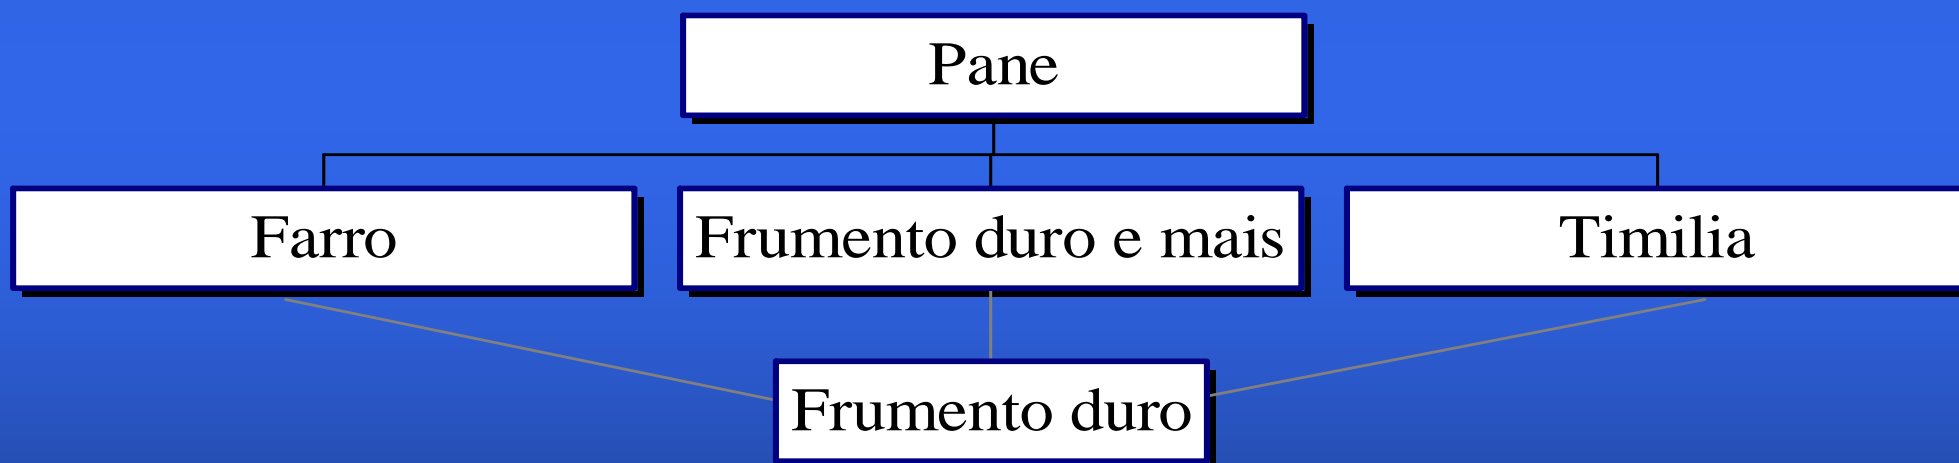 Pane
Farro
Frumento duro e mais
Timilia
Frumento duro